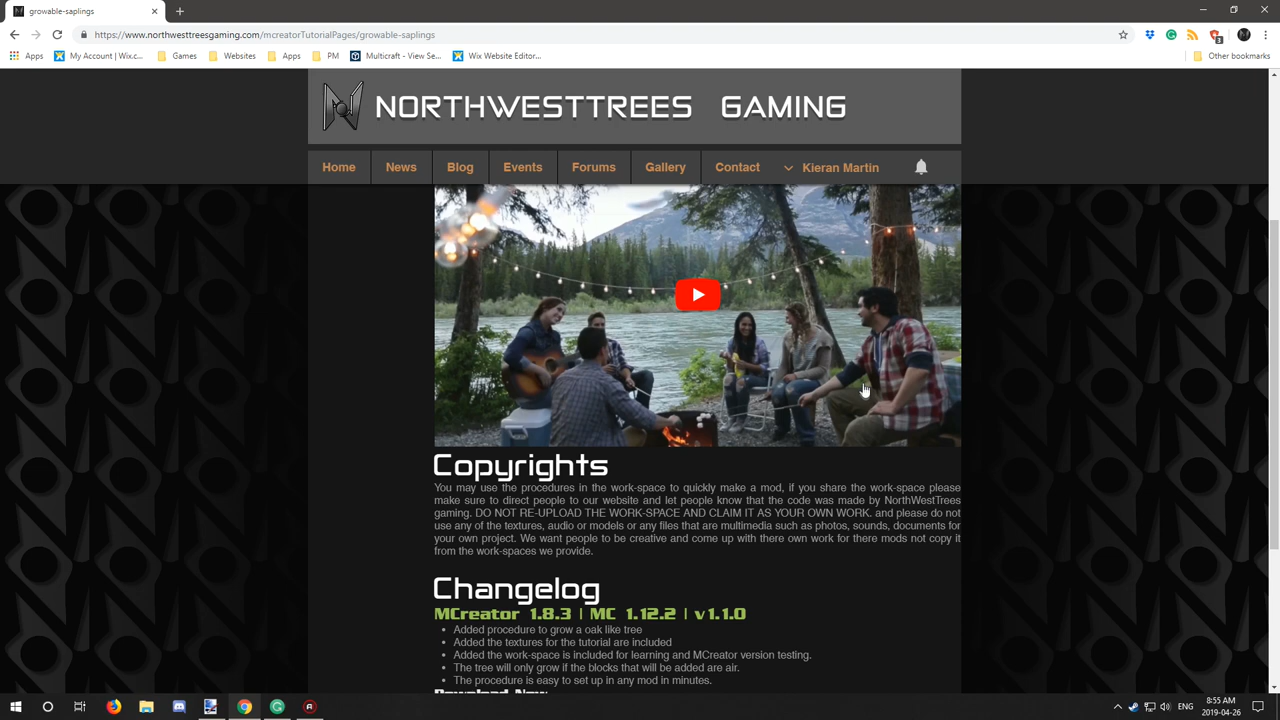 growable-saplings
https://www.northwesttreesgaming.com/mcreatorTutorialPages/growable-saplings
3
Apps
My Account | Wix.c...
Games
Websites
Apps
PM
Multicraft - View Se...
Wix Website Editor...
Other bookmarks
NORTHWESTTREES GAMING
Home
News
Blog
Events
Forums
Gallery
Contact
Kieran Martin
Copyrights
You may use the procedures in the work-space to quickly make a mod, if you share the work-space please
make sure to direct people to our website and let people know that the code was made by NorthWestTrees
gaming. DO NOT RE-UPLOAD THE WORK-SPACE AND CLAIM IT AS YOUR OWN WORK. and please do not
use any of the textures, audio or models or any files that are multimedia such as photos, sounds, documents for
your own project. We want people to be creative and come up with there own work for there mods not copy it
from the work-spaces we provide.
Changelog
MCreator 1.8.3 | MC 1.12.2 | v1.1.0
• Added procedure to grow a oak like tree
• Added the textures for the tutorial are included
• Added the work-space is included for learning and MCreator version testing.
• The tree will only grow if the blocks that will be added are air.
• The procedure is easy to set up in any mod in minutes.
Download Now
ENG
8:55 AM
2019-04-26